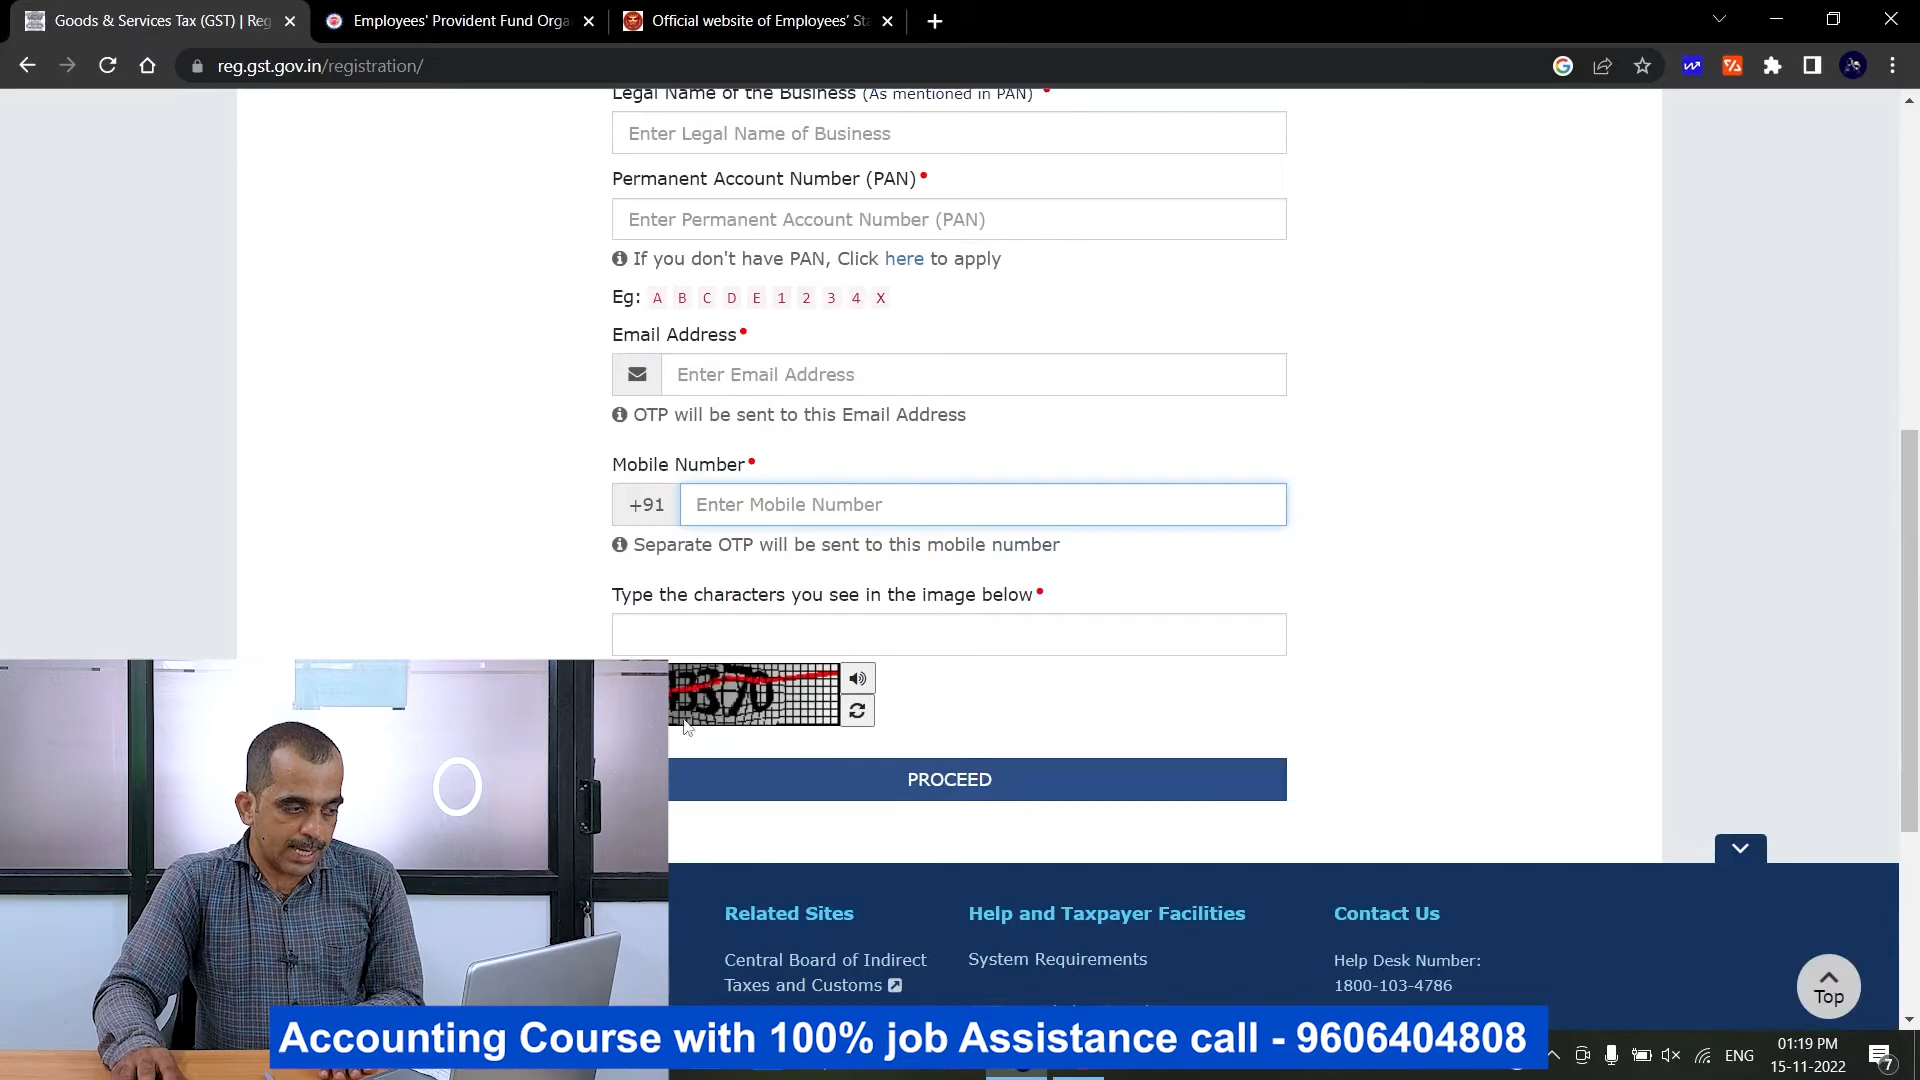 Goods & Services Tax (GST) | Reg
Employees' Provident Fund Orga
Official website of Employees' Sta
reg.gst.gov.in/registration/
Legal Name of the Business (As mentioned in PAN) •
Enter Legal Name of Business
Permanent Account Number (PAN)•
Enter Permanent Account Number (PAN)
If you don't have PAN, Click here to apply
Eg: A B C D E 1 2 3 4 X
Email Address•
Enter Email Address
OTP will be sent to this Email Address
Mobile Number•
+91 Enter Mobile Number
Separate OTP will be sent to this mobile number
Type the characters you see in the image below•
PROCEED
Related Sites
Central Board of Indirect
Taxes and Customs
Help and Taxpayer Facilities
System Requirements
Contact Us
Help Desk Number:
1800-103-4786
Top
Accounting Course with 100% job Assistance call - 9606404808
ENG
01:19 PM
15-11-2022
7